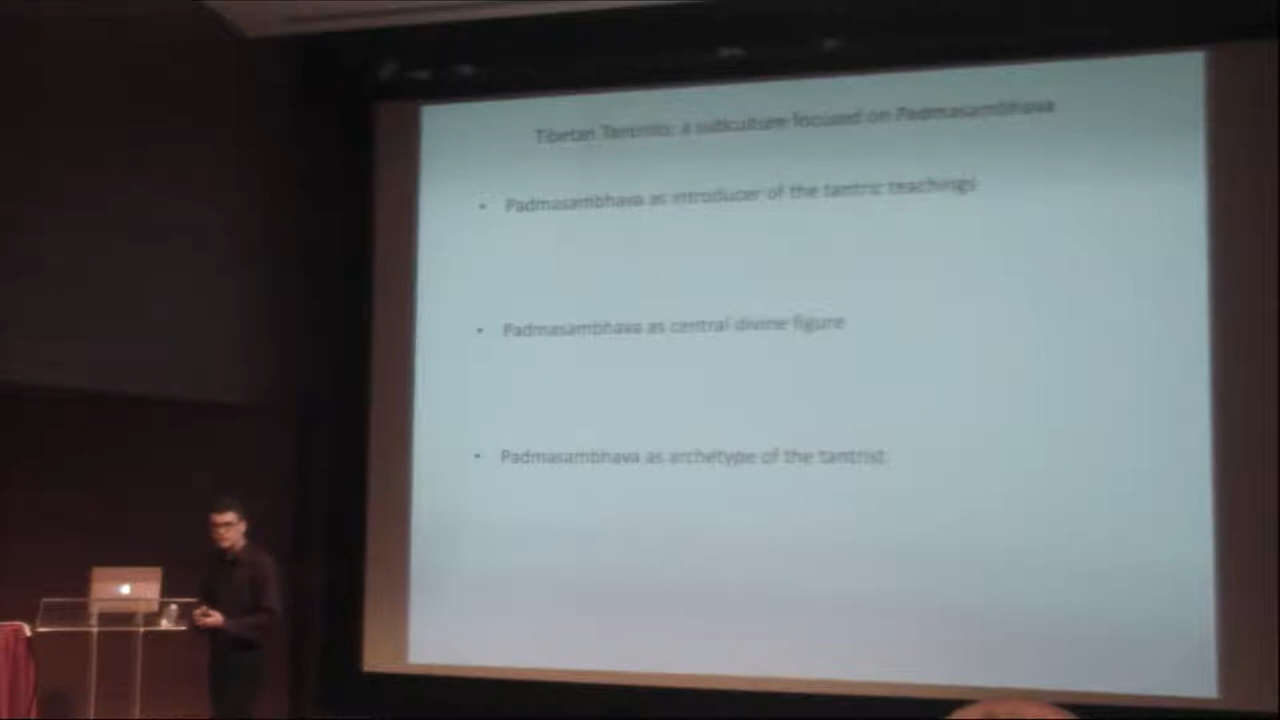 Tibetan Tantrists: a subculture focused on Padmasambhava
• Padmasambhava as introducer of the tantric teachings
• Padmasambhava as central divine figure
• Padmasambhava as archetype of the tantrist